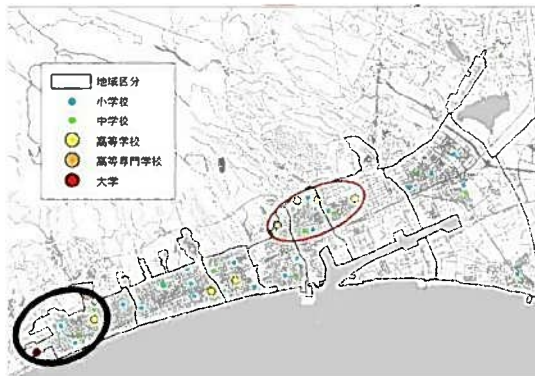 地域区分
小学校
中学校
高等学校
高等専門学校
大学